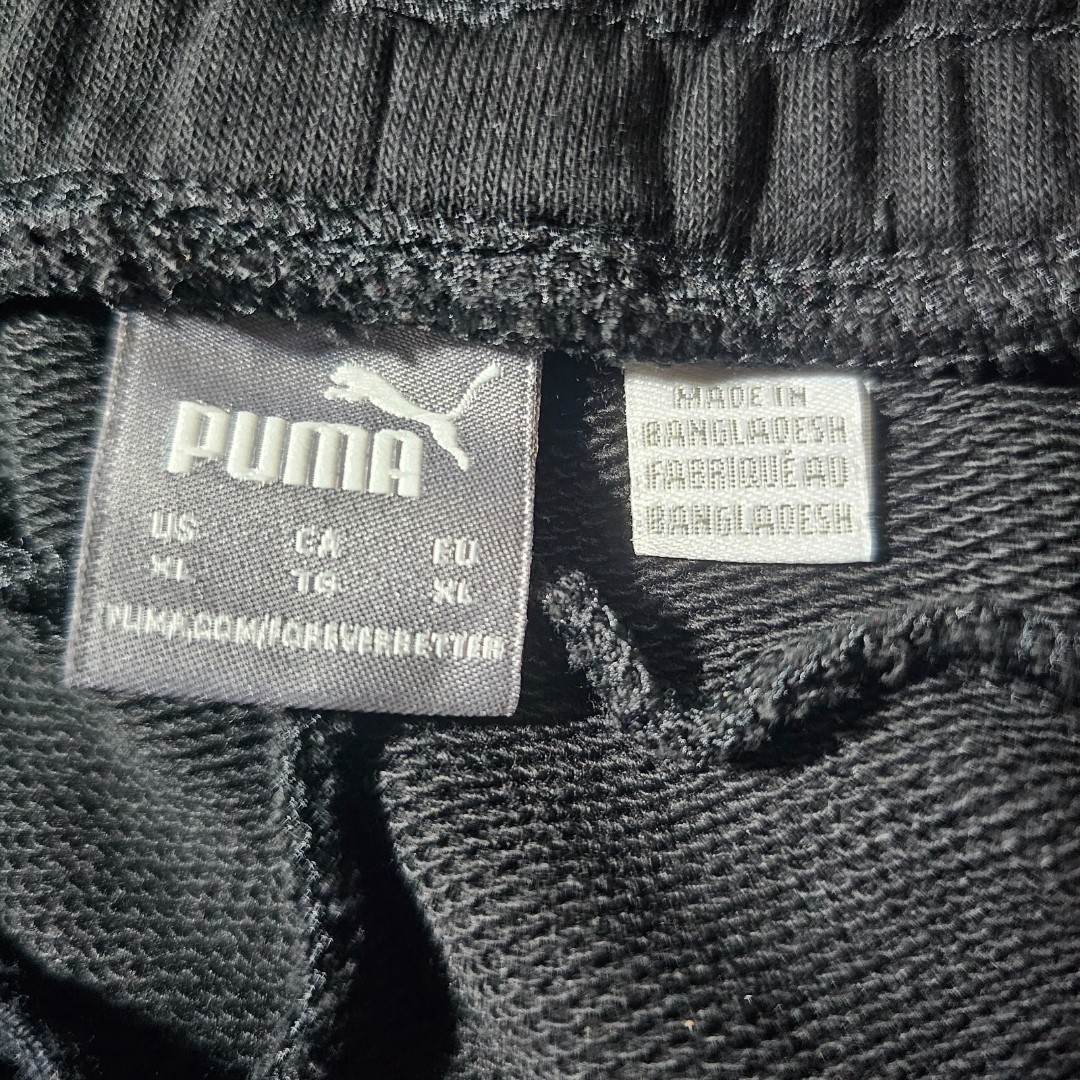 PUMA
US CA EU
XL TG XL
PUMA.COM/FOREVERBETTER
MADE IN
BANGLADESH
FABRIQUÉ AU
BANGLADESH